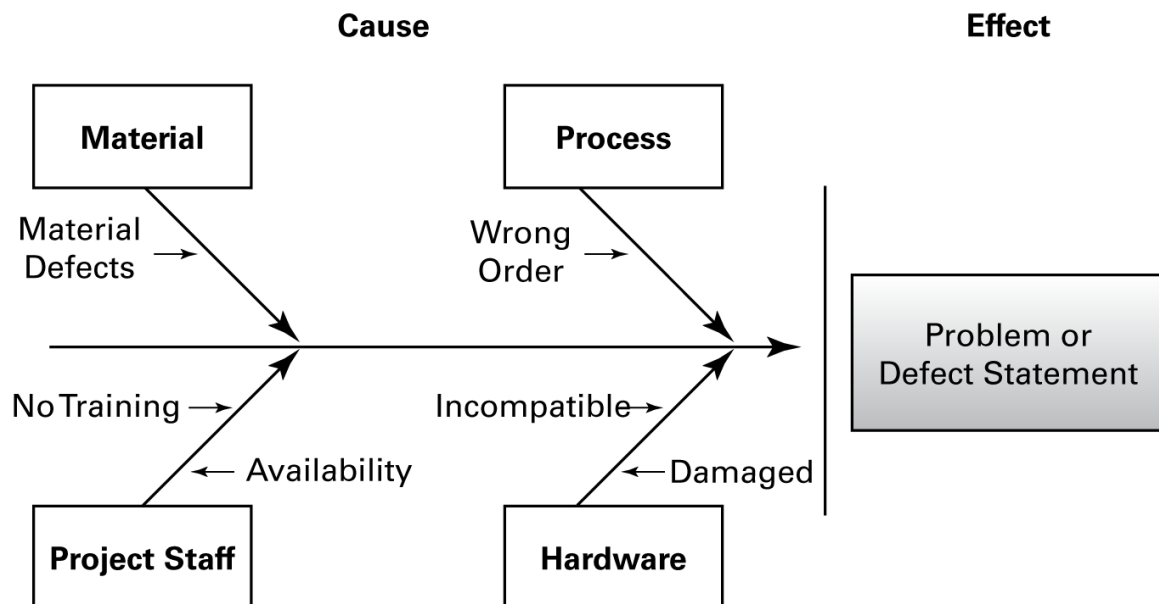 Cause
Effect
Material
Process
Material
Defects
Wrong
Order
Problem or
Defect Statement
No Training
Incompatible
Availability
Damaged
Project Staff
Hardware